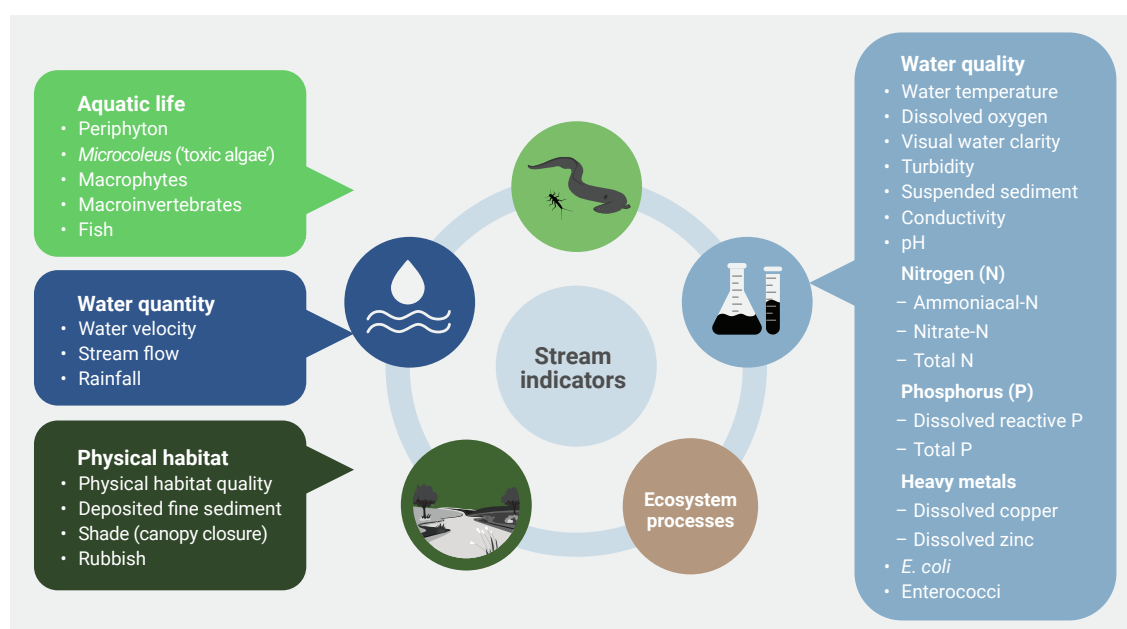 Aquatic life
• Periphyton
• Microcoleus (‘toxic algae’)
• Macrophytes
• Macroinvertebrates
• Fish
Water quantity
• Water velocity
• Stream flow
• Rainfall
Physical habitat
• Physical habitat quality
• Deposited fine sediment
• Shade (canopy closure)
• Rubbish
Stream
indicators
Ecosystem
processes
Water quality
• Water temperature
• Dissolved oxygen
• Visual water clarity
• Turbidity
• Suspended sediment
• Conductivity
• pH
Nitrogen (N)
– Ammoniacal-N
– Nitrate-N
– Total N
Phosphorus (P)
– Dissolved reactive P
– Total P
Heavy metals
– Dissolved copper
– Dissolved zinc
• E. coli
• Enterococci